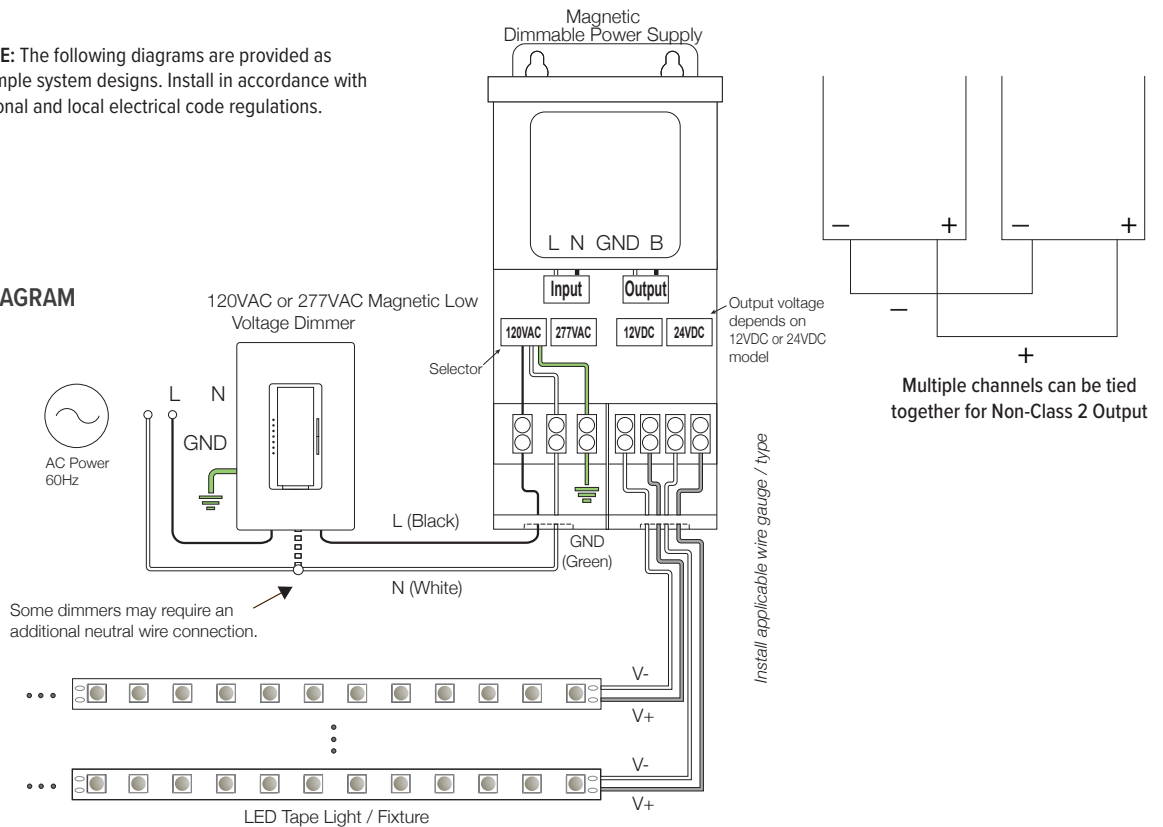 E: The following diagrams are provided as
mple system designs. Install in accordance with
onal and local electrical code regulations.
Magnetic
Dimmable Power Supply
L N GND B
Input
Output
120VAC
277VAC
12VDC
24VDC
Selector
Output voltage
depends on
12VDC or 24VDC
model
– +
– +
–
+
Multiple channels can be tied
together for Non-Class 2 Output
AGRAM
120VAC or 277VAC Magnetic Low
Voltage Dimmer
L N
GND
AC Power
60Hz
L (Black)
GND
(Green)
N (White)
Install applicable wire gauge / type
Some dimmers may require an
additional neutral wire connection.
V-
V+
V-
V+
LED Tape Light / Fixture